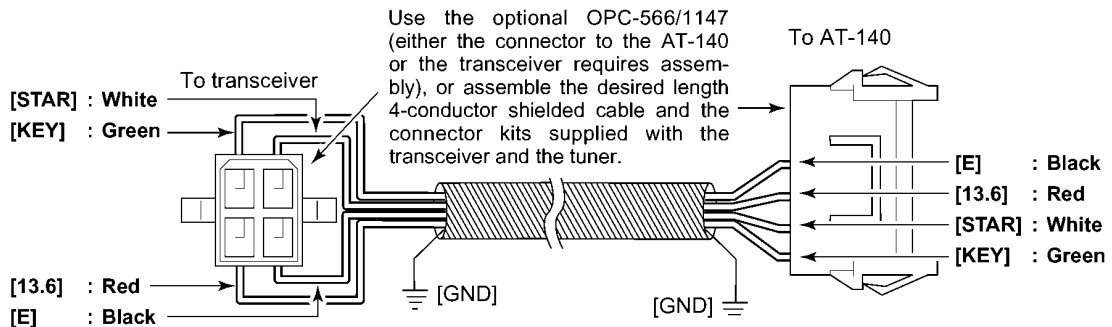 Use the optional OPC-566/1147
(either the connector to the AT-140
or the transceiver requires assem-
bly), or assemble the desired length
4-conductor shielded cable and the
connector kits supplied with the
transceiver and the tuner.
To AT-140
To transceiver
[STAR] : White
[KEY] : Green
[E] : Black
[13.6] : Red
[STAR] : White
[KEY] : Green
[13.6] : Red
[E] : Black
[GND]
[GND]